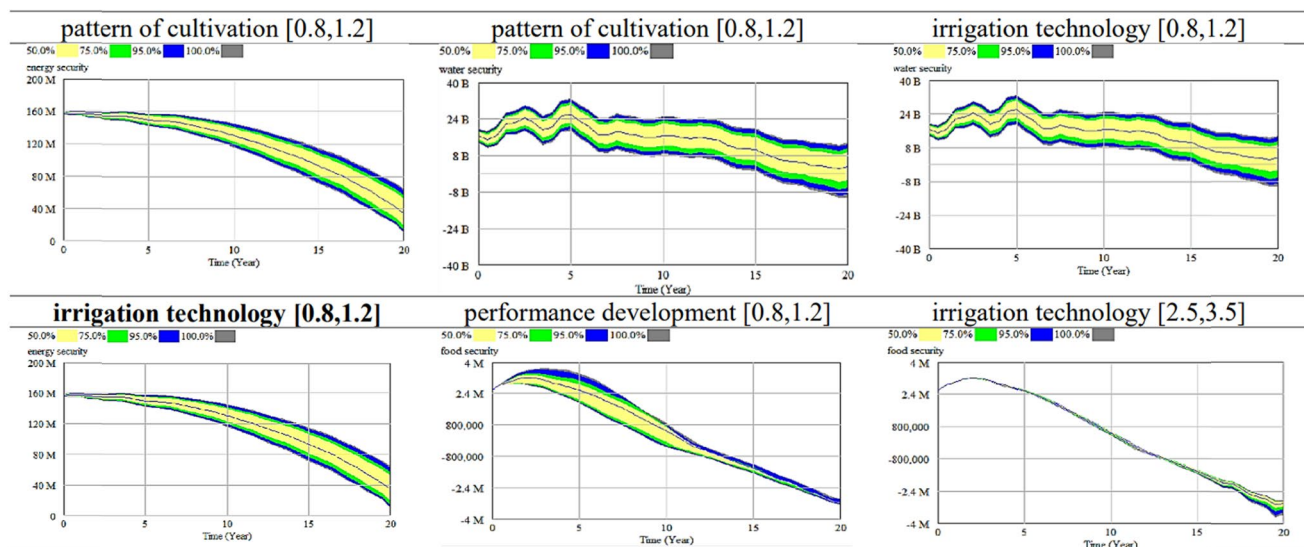 pattern of cultivation [0.8,1.2]
50.0% 75.0% 95.0% 100.0%
energy security
200 M
160 M
120 M
80 M
40 M
0
0 5 10 15 20
Time (Year)
pattern of cultivation [0.8,1.2]
50.0% 75.0% 95.0% 100.0%
water security
40 B
24 B
8 B
-8 B
-24 B
-40 B
0 5 10 15 20
Time (Year)
irrigation technology [0.8,1.2]
50.0% 75.0% 95.0% 100.0%
water security
40 B
24 B
8 B
-8 B
-24 B
-40 B
0 5 10 15 20
Time (Year)
irrigation technology [0.8,1.2]
50.0% 75.0% 95.0% 100.0%
energy security
200 M
160 M
120 M
80 M
40 M
0
0 5 10 15 20
Time (Year)
performance development [0.8,1.2]
50.0% 75.0% 95.0% 100.0%
food security
4 M
2.4 M
800,000
-800,000
-2.4 M
-4 M
0 5 10 15 20
Time (Year)
irrigation technology [2.5,3.5]
50.0% 75.0% 95.0% 100.0%
food security
4 M
2.4 M
800,000
-800,000
-2.4 M
-4 M
0 5 10 15 20
Time (Year)